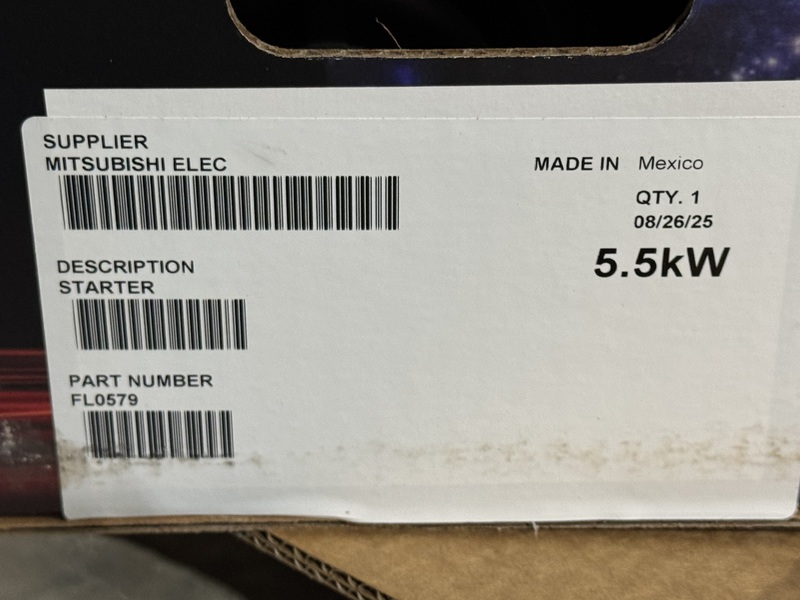 SUPPLIER
MITSUBISHI ELEC
MADE IN Mexico
QTY. 1
08/26/25
5.5kW
DESCRIPTION
STARTER
PART NUMBER
FL0579